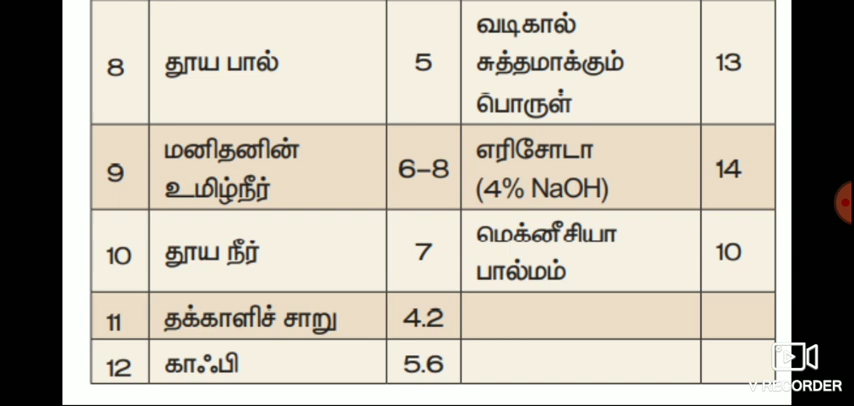 8 தூய பால் 5 வடிகால் சுத்தமாக்கும் பொருள் 13
9 மனிதனின் உமிழ்நீர் 6–8 எரிசோடா (4% NaOH) 14
10 தூய நீர் 7 மெக்னீசியா பால்மம் 10
11 தக்காளிச் சாறு 4.2
12 காஃபி 5.6
V RECORDER